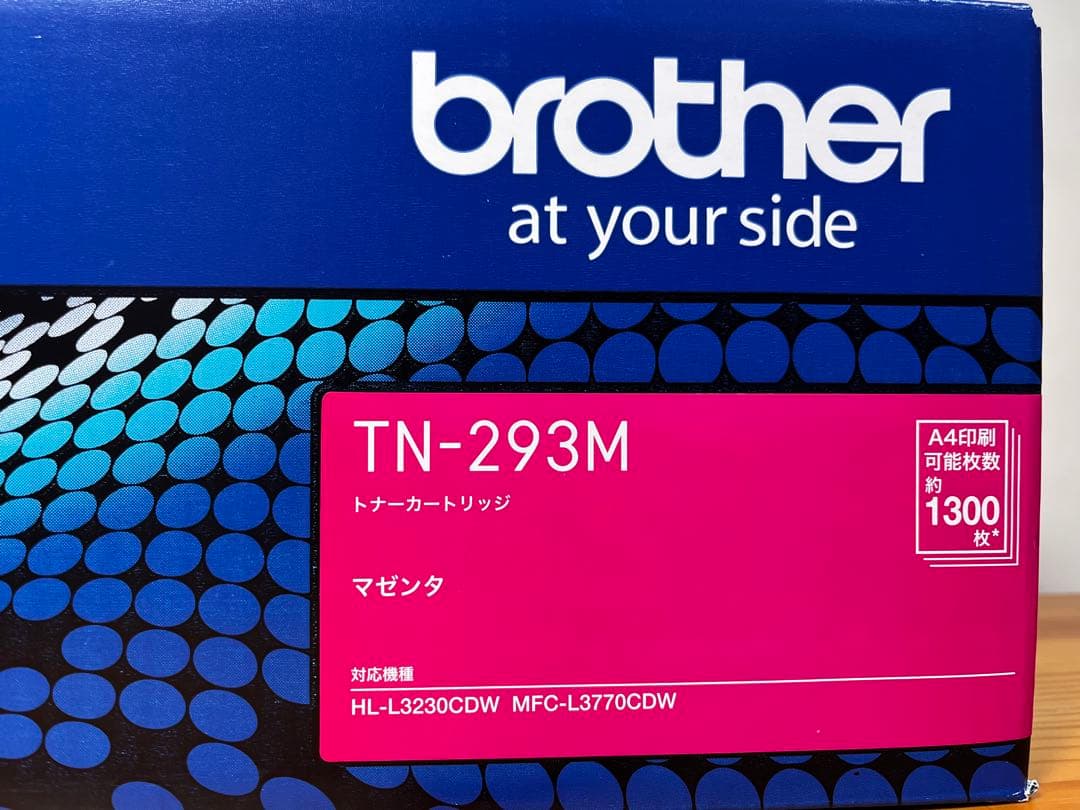 brother
at your side
TN-293M
トナーカートリッジ
マゼンタ
A4印刷
可能枚数
約
1300
枚*
対応機種
HL-L3230CDW MFC-L3770CDW